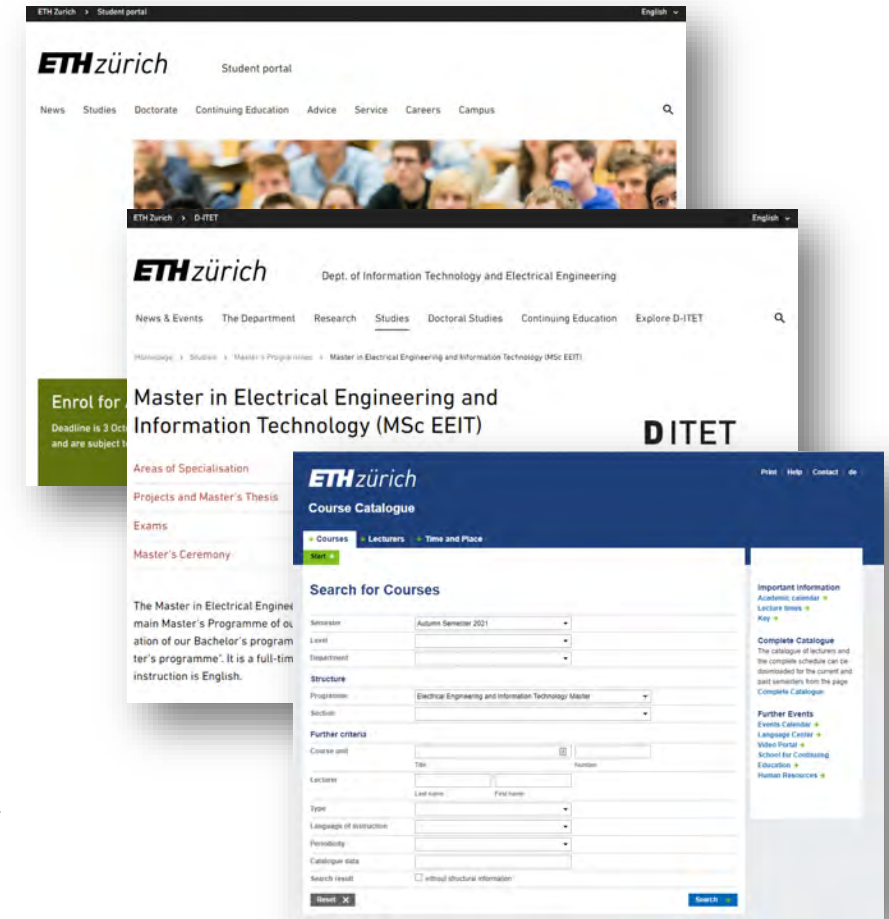 ETH Zurich > Student portal
English
ETH zürich
Student portal
News Studies Doctorate Continuing Education Advice Service Careers Campus
Enrol for
Deadline is 3 Oct
and are subject t
ETH Zurich > D-ITET
English
ETH zürich
Dept. of Information Technology and Electrical Engineering
News & Events The Department Research Studies Doctoral Studies Continuing Education Explore D-ITET
Homepage > Studies > Master's Programmes > Master in Electrical Engineering and Information Technology (MSc EEIT)
Master in Electrical Engineering and
Information Technology (MSc EEIT)
D ITET
Areas of Specialisation
Projects and Master's Thesis
Exams
Master's Ceremony
The Master in Electrical Enginee
main Master's Programme of ou
ation of our Bachelor's program
ter's programme'. It is a full-tim
instruction is English.
ETH zürich
Print Help Contact de
Course Catalogue
Courses Lecturers Time and Place
Start
Search for Courses
Semester Autumn Semester 2021
Level
Department
Structure
Programme Electrical Engineering and Information Technology Master
Section
Further criteria
Course unit
Title Number
Lecturer
Last name First name
Type
Language of instruction
Periodicity
Catalogue data
Search result without structural information
Reset X
Search
Important Information
Academic calendar
Lecture times
Key
Complete Catalogue
The catalogue of lecturers and
the complete schedule can be
downloaded for the current and
past semesters from the page
Complete Catalogue
Further Events
Events Calendar
Language Center
Video Portal
School for Continuing
Education
Human Resources